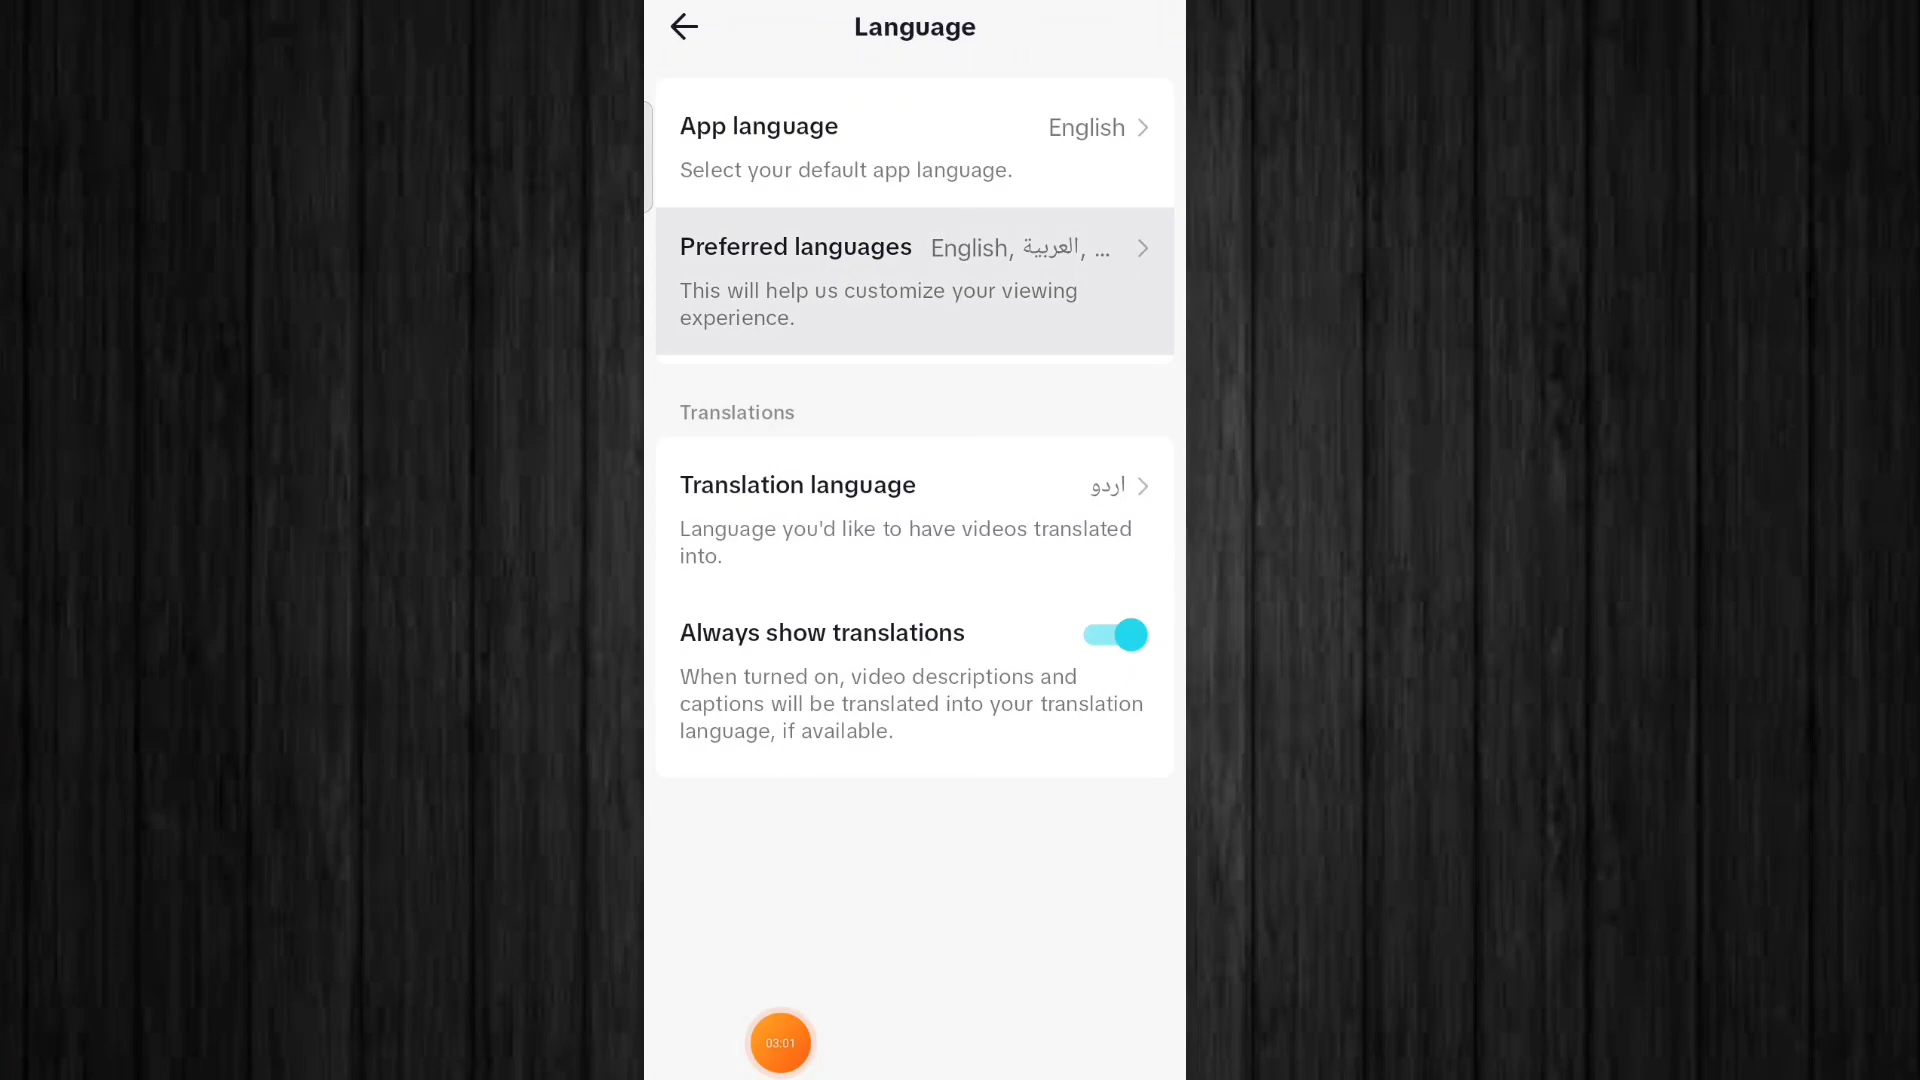 Language
App language English
Select your default app language.
Preferred languages English, العربية, ...
This will help us customize your viewing
experience.
Translations
Translation language اردو
Language you'd like to have videos translated
into.
Always show translations
When turned on, video descriptions and
captions will be translated into your translation
language, if available.
03:01